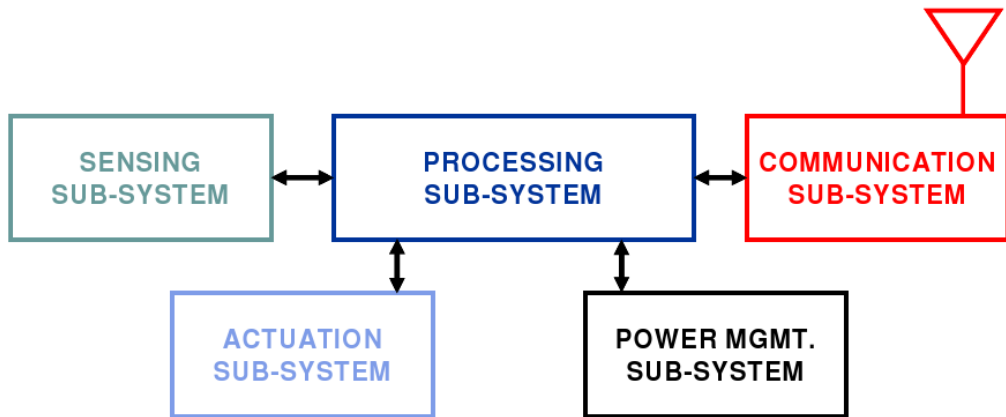 SENSING
SUB-SYSTEM
PROCESSING
SUB-SYSTEM
COMMUNICATION
SUB-SYSTEM
ACTUATION
SUB-SYSTEM
POWER MGMT.
SUB-SYSTEM